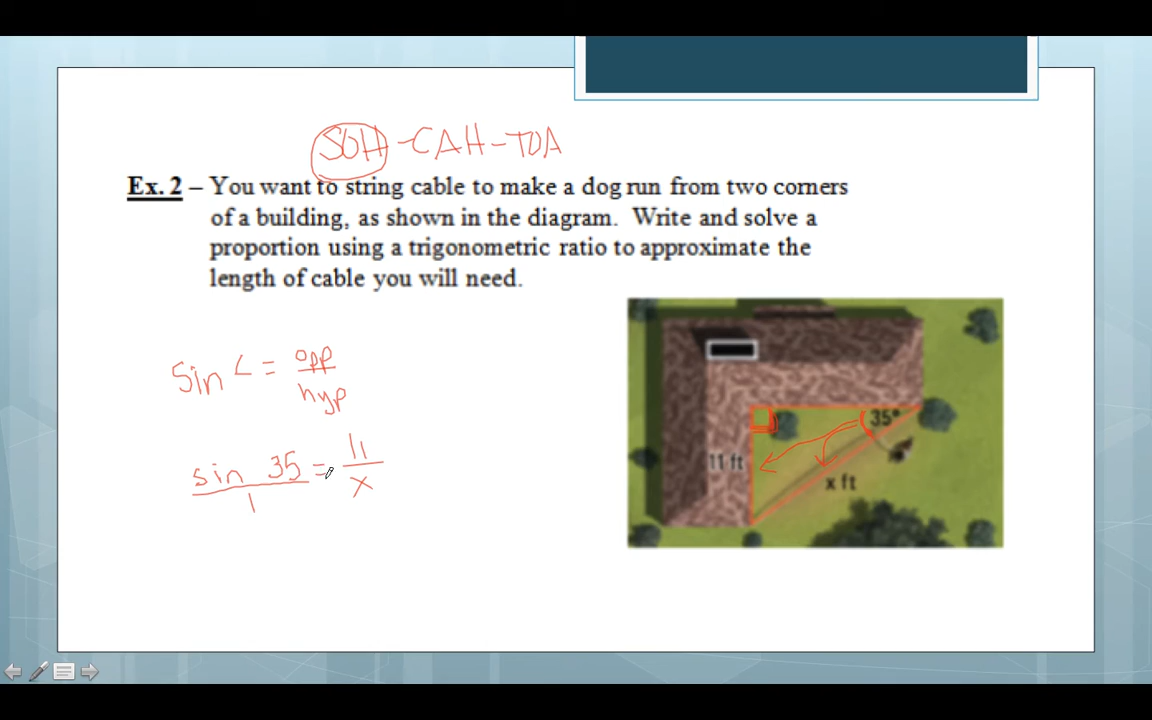 SOH-CAH-TOA
Ex. 2 – You want to string cable to make a dog run from two corners
of a building, as shown in the diagram. Write and solve a
proportion using a trigonometric ratio to approximate the
length of cable you will need.
Sin ∠ = opp
hyp
sin 35 = 11
1 x
35°
11 ft
x ft